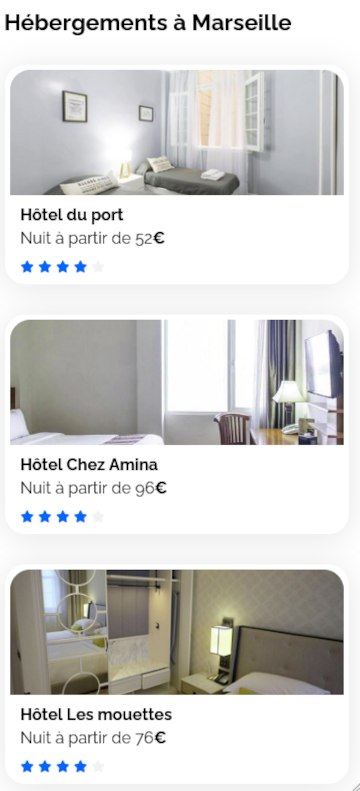 Hébergements à Marseille
Hôtel du port
Nuit à partir de 52€
Hôtel Chez Amina
Nuit à partir de 96€
Hôtel Les mouettes
Nuit à partir de 76€